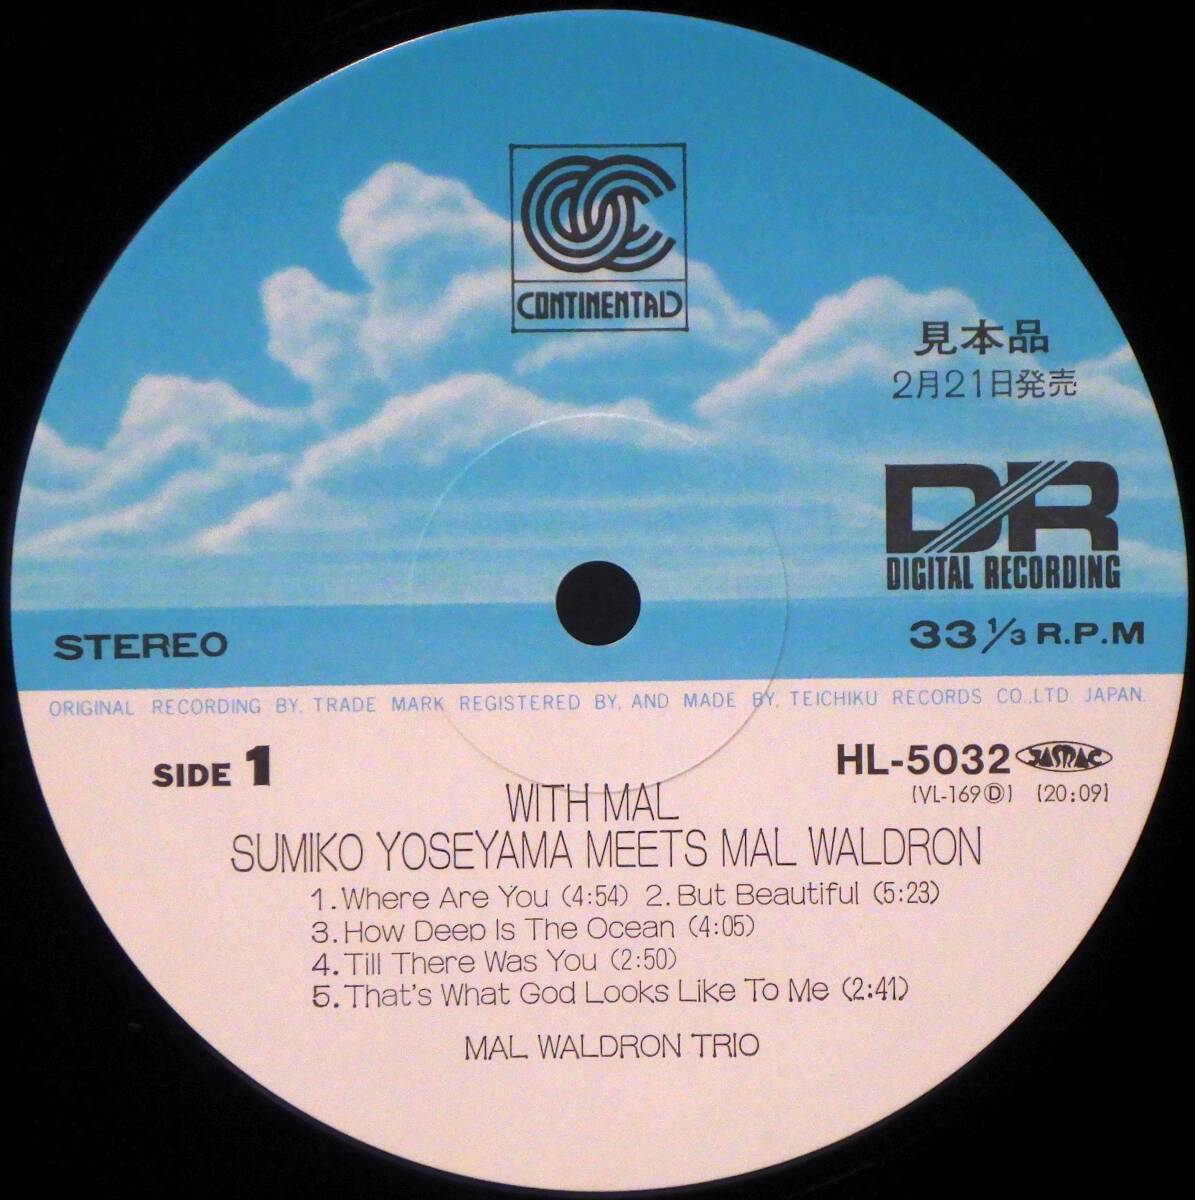 CONTINENTAL
見本品
2月21日発売
DR
DIGITAL RECORDING
STEREO
33 1/3 R.P.M
ORIGINAL RECORDING BY, TRADE MARK REGISTERED BY, AND MADE BY, TEICHIKU RECORDS CO.,LTD JAPAN.
SIDE 1
HL-5032 JASRAC
(VL-169Ⓓ) (20:09)
WITH MAL
SUMIKO YOSEYAMA MEETS MAL WALDRON
1. Where Are You (4:54) 2. But Beautiful (5:23)
3. How Deep Is The Ocean (4:05)
4. Till There Was You (2:50)
5. That's What God Looks Like To Me (2:41)
MAL WALDRON TRIO